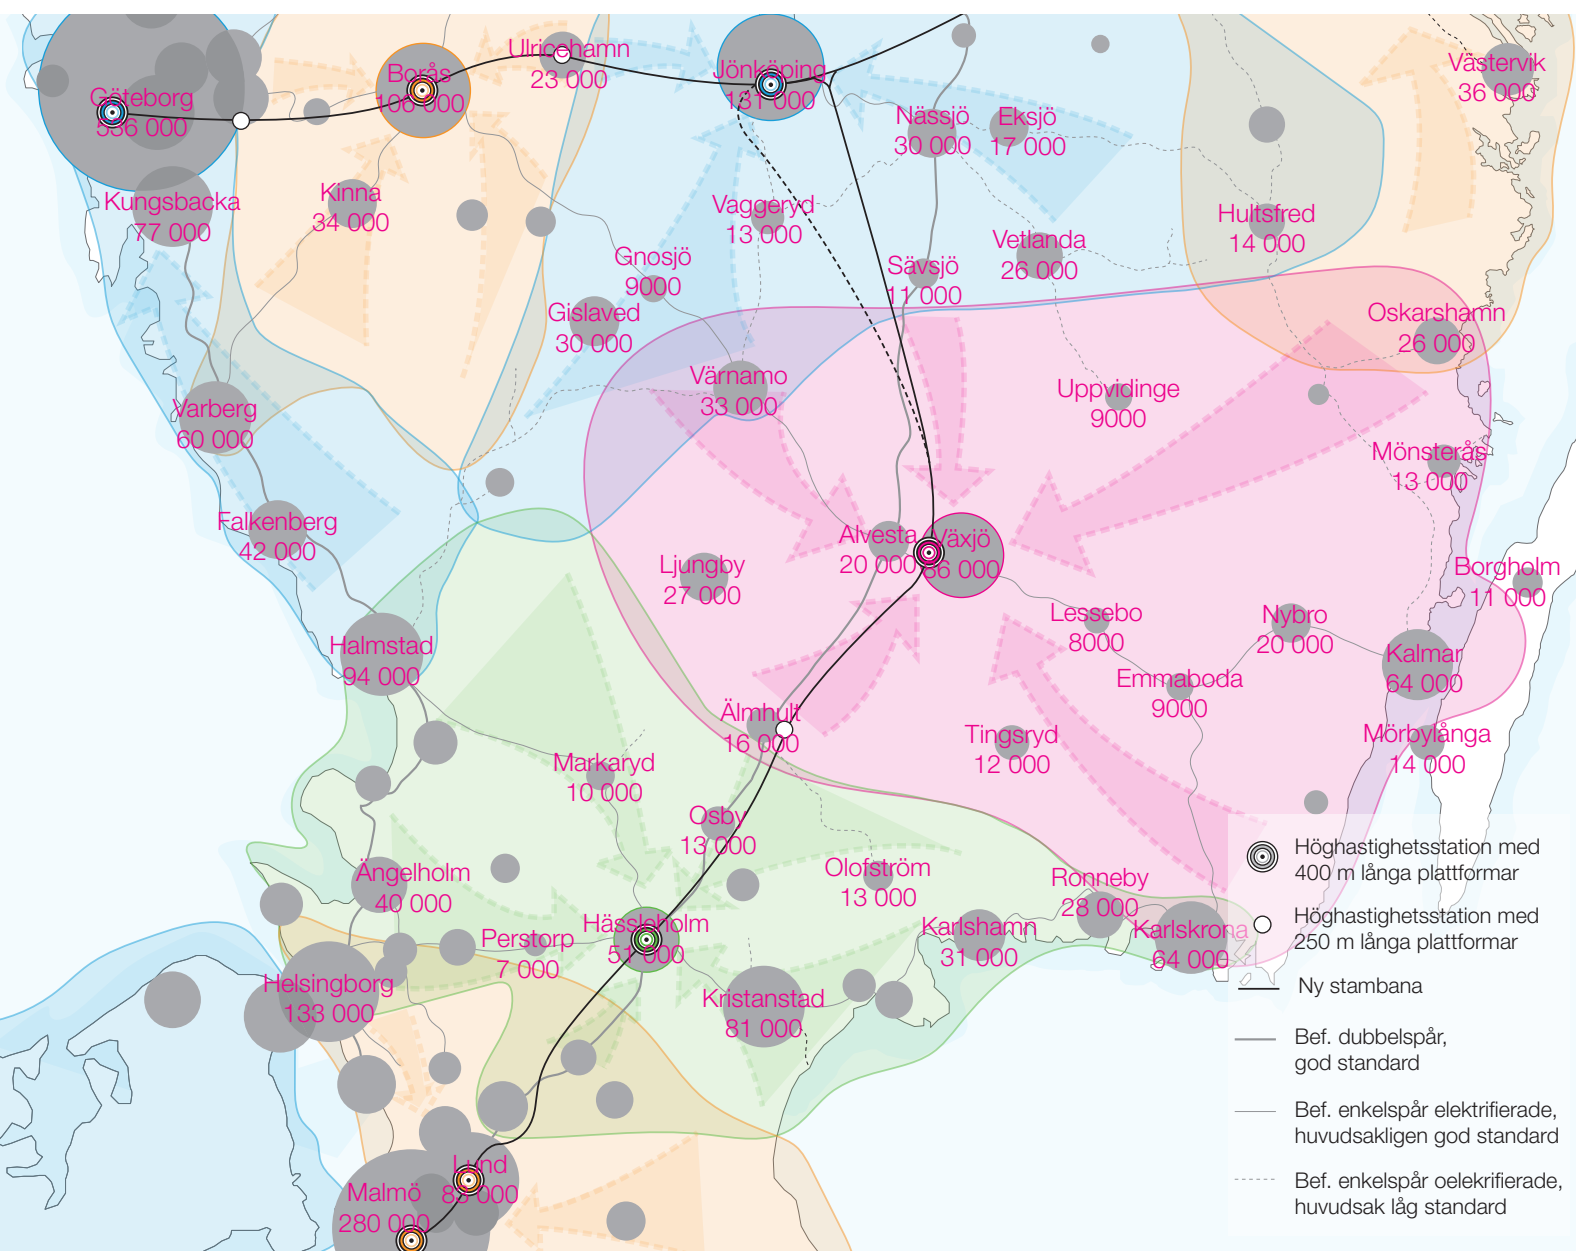 Göteborg
536 000
Borås
106 000
Ulricehamn
23 000
Jönköping
131 000
Nässjö
30 000
Eksjö
17 000
Västervik
36 000
Kungsbacka
77 000
Kinna
34 000
Vaggeryd
13 000
Vetlanda
26 000
Hultsfred
14 000
Gnosjö
9000
Sävsjö
11 000
Gislaved
30 000
Oskarshamn
26 000
Varberg
60 000
Värnamo
33 000
Uppvidinge
9000
Mönsterås
13 000
Falkenberg
42 000
Alvesta
20 000
Växjö
86 000
Ljungby
27 000
Borgholm
11 000
Lessebo
8000
Nybro
20 000
Halmstad
94 000
Kalmar
64 000
Emmaboda
9000
Älmhult
16 000
Tingsryd
12 000
Mörbylånga
14 000
Markaryd
10 000
Osby
13 000
Ängelholm
40 000
Olofström
13 000
Ronneby
28 000
Hässleholm
51 000
Perstorp
7 000
Karlshamn
31 000
Karlskrona
64 000
Helsingborg
133 000
Kristanstad
81 000
Lund
83 000
Malmö
280 000
Höghastighetsstation med
400 m långa plattformar
Höghastighetsstation med
250 m långa plattformar
Ny stambana
Bef. dubbelspår,
god standard
Bef. enkelspår elektrifierade,
huvudsakligen god standard
Bef. enkelspår oelekrifierade,
huvudsak låg standard